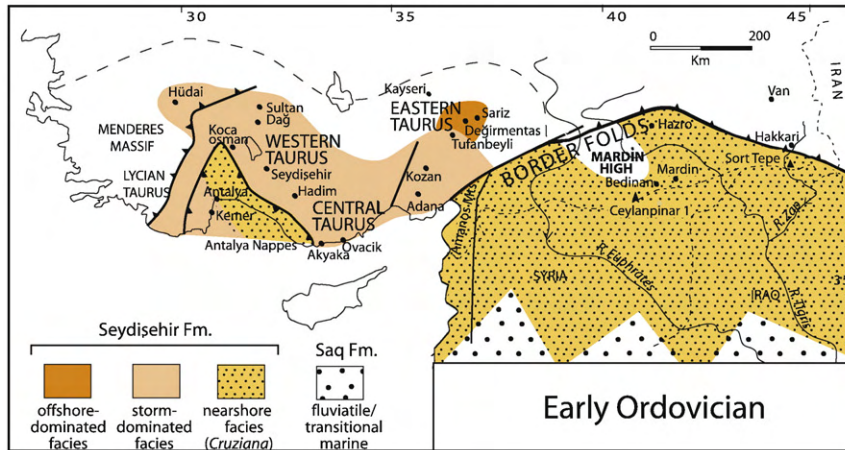 30
35
40
45
0
200
Km
IRAN
Van
Kayseri
Hüdai
Sultan
Dağ
EASTERN
TAURUS
Sariz
Değirmentas
Tufanbeyli
Hazro
Hakkari
MENDERES
MASSIF
Koca
osman
WESTERN
TAURUS
BORDER FOLDS
MARDIN
HIGH
Sort Tepe
Bedinan
Mardin
LYCIAN
TAURUS
Seydişehir
Kozan
Antalya
Hadim
Ceylanpinar 1
Kemer
CENTRAL
TAURUS
Adana
(Amanos Mts)
R. Zap
Antalya Nappes
Akyaka
Ovacik
R. Euphrates
SYRIA
IRAQ
R. Tigris
35
Seydişehir Fm.
Saq Fm.
offshore-
dominated
facies
storm-
dominated
facies
nearshore
facies
(Cruziana)
fluviatile/
transitional
marine
Early Ordovician